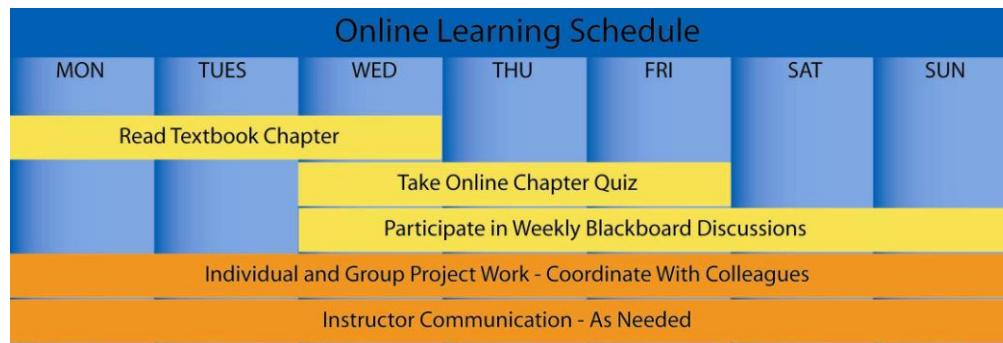 Online Learning Schedule
MON TUES WED THU FRI SAT SUN
Read Textbook Chapter
Take Online Chapter Quiz
Participate in Weekly Blackboard Discussions
Individual and Group Project Work - Coordinate With Colleagues
Instructor Communication - As Needed